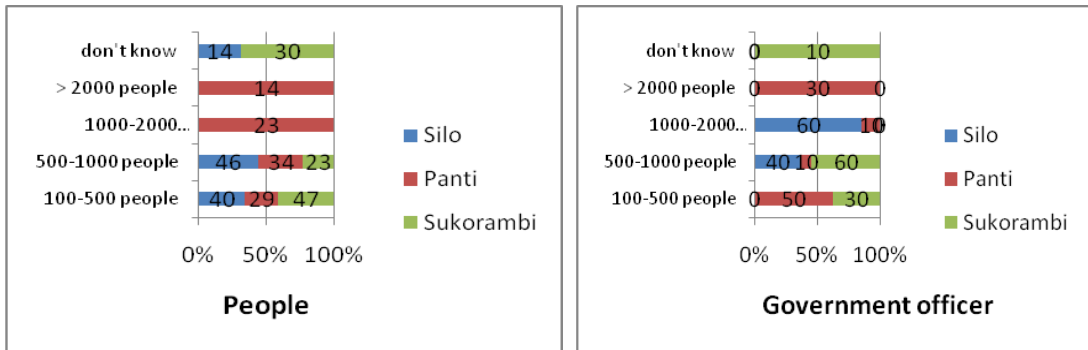 don't know
14 30
> 2000 people
14
1000-2000...
23
500-1000 people
46 34 23
100-500 people
40 29 47
0% 50% 100%
People
Silo
Panti
Sukorambi
don't know
0 10
> 2000 people
0 30 0
1000-2000...
60 10 0
500-1000 people
40 10 60
100-500 people
0 50 30
0% 50% 100%
Government officer
Silo
Panti
Sukorambi